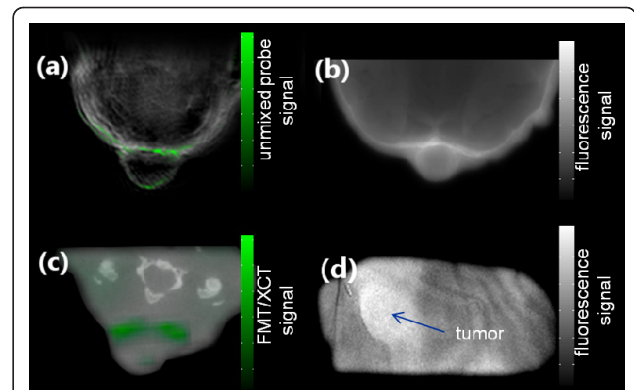 (a)
unmixed probe
signal
(b)
fluorescence
signal
(c)
FMT/XCT
signal
(d)
tumor
fluorescence
signal